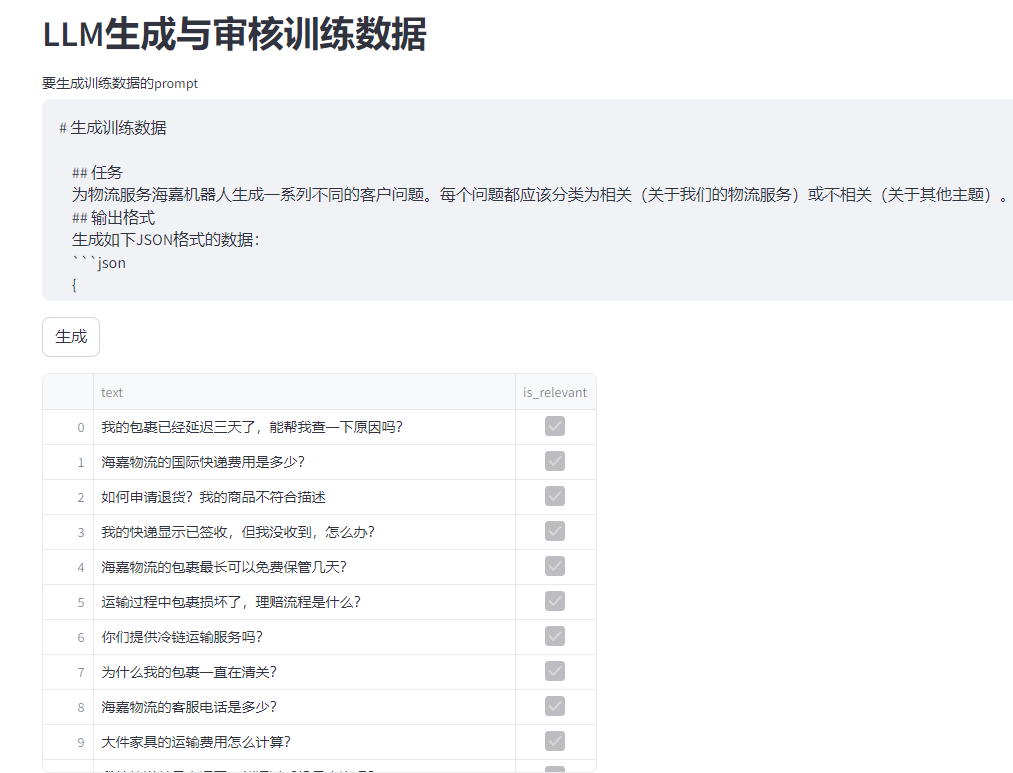 LLM生成与审核训练数据
要生成训练数据的prompt
# 生成训练数据
## 任务
为物流服务海嘉机器人生成一系列不同的客户问题。每个问题都应该分类为相关（关于我们的物流服务）或不相关（关于其他主题）。
## 输出格式
生成如下JSON格式的数据：
```json
{
生成
text is_relevant
0 我的包裹已经延迟三天了，能帮我查一下原因吗？
1 海嘉物流的国际快递费用是多少？
2 如何申请退货？我的商品不符合描述
3 我的快递显示已签收，但我没收到，怎么办？
4 海嘉物流的包裹最长可以免费保管几天？
5 运输过程中包裹损坏了，理赔流程是什么？
6 你们提供冷链运输服务吗？
7 为什么我的包裹一直在清关？
8 海嘉物流的客服电话是多少？
9 大件家具的运输费用怎么计算？